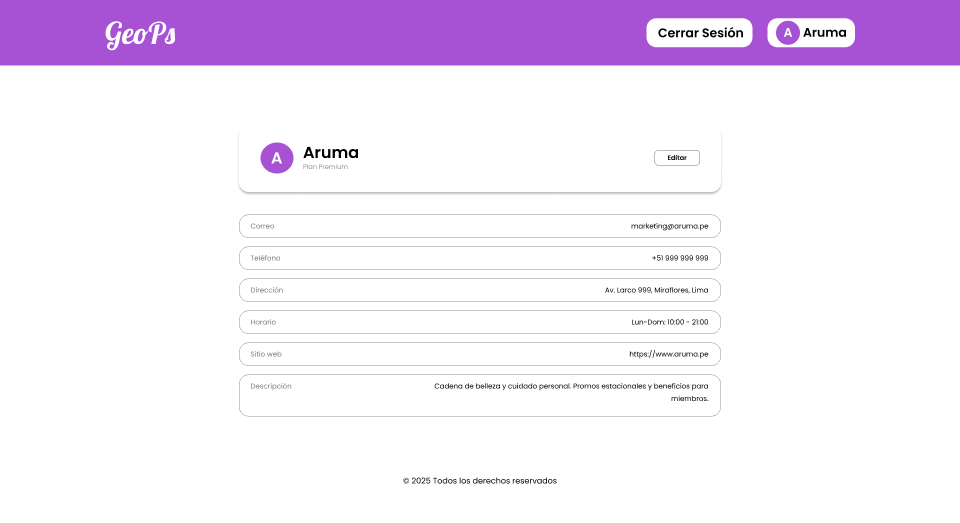 GeoPs
Cerrar Sesión
A Aruma
A
Aruma
Plan Premium
Editar
Correo marketing@aruma.pe
Teléfono +51 999 999 999
Dirección Av. Larco 999, Miraflores, Lima
Horario Lun-Dom: 10:00 - 21:00
Sitio web https://www.aruma.pe
Descripción Cadena de belleza y cuidado personal. Promos estacionales y beneficios para
miembros.
© 2025 Todos los derechos reservados